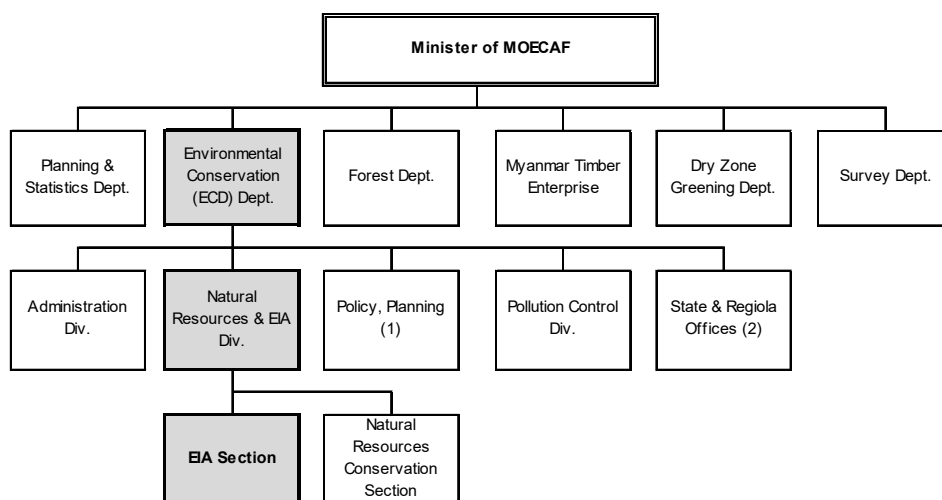 Minister of MOECAF
Planning &
Statistics Dept.
Environmental
Conservation
(ECD) Dept.
Forest Dept.
Myanmar Timber
Enterprise
Dry Zone
Greening Dept.
Survey Dept.
Administration
Div.
Natural
Resources & EIA
Div.
Policy, Planning
(1)
Pollution Control
Div.
State & Regiola
Offices (2)
EIA Section
Natural
Resources
Conservation
Section